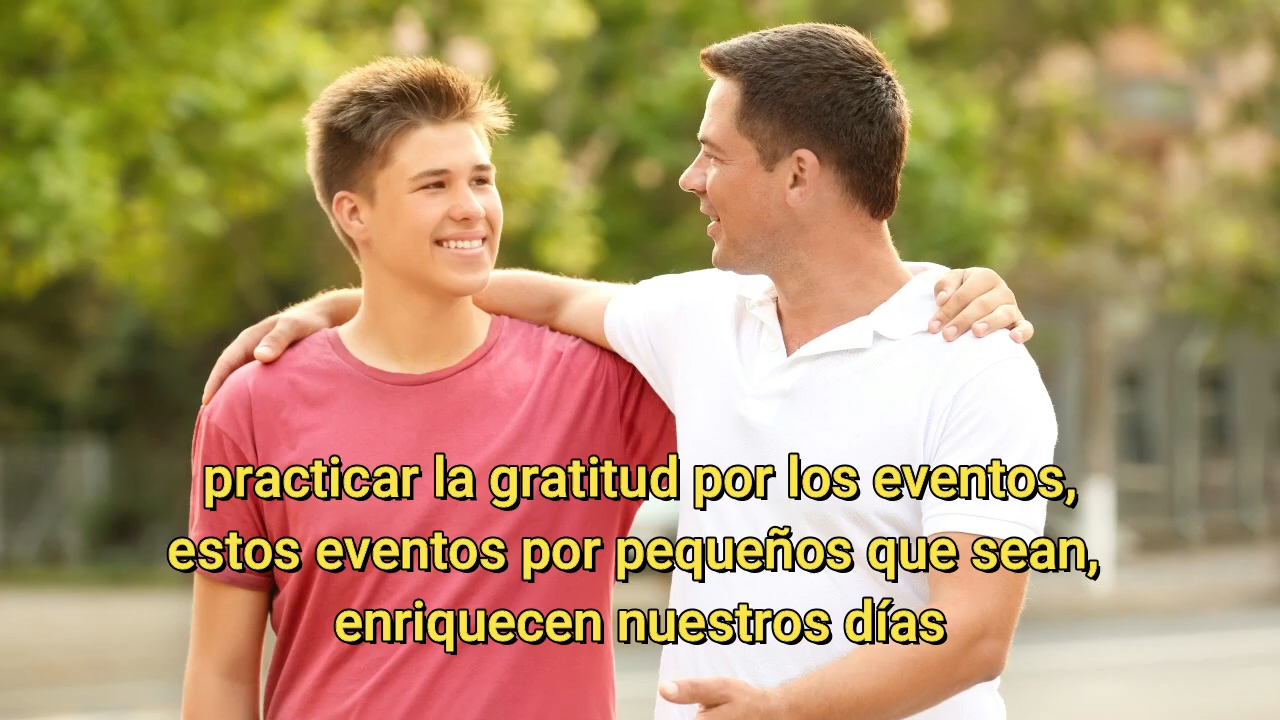 practicar la gratitud por los eventos,
estos eventos por pequeños que sean,
enriquecen nuestros días